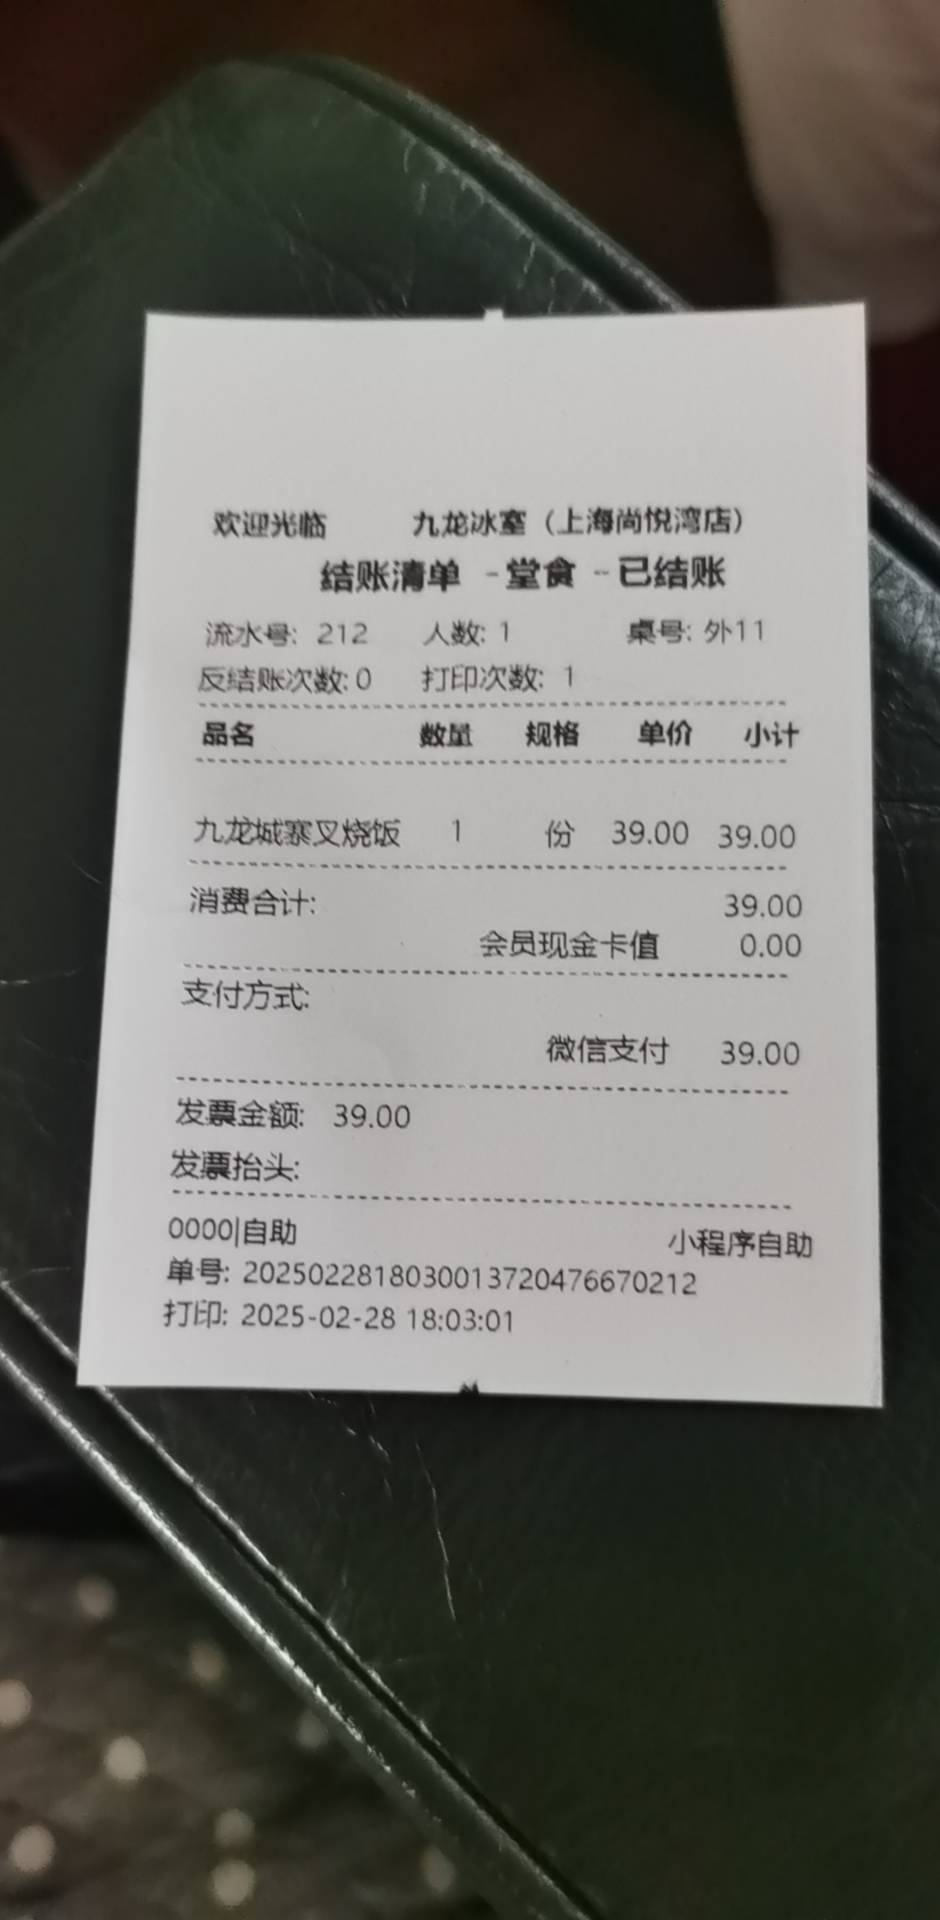 欢迎光临 九龙冰室（上海尚悦湾店）
结账清单 -堂食 -已结账
流水号: 212 人数: 1 桌号: 外11
反结账次数: 0 打印次数: 1
品名 数量 规格 单价 小计
九龙城寨叉烧饭 1 份 39.00 39.00
消费合计: 39.00
会员现金卡值 0.00
支付方式:
微信支付 39.00
发票金额: 39.00
发票抬头:
0000|自助 小程序自助
单号: 2025022818030013720476670212
打印: 2025-02-28 18:03:01